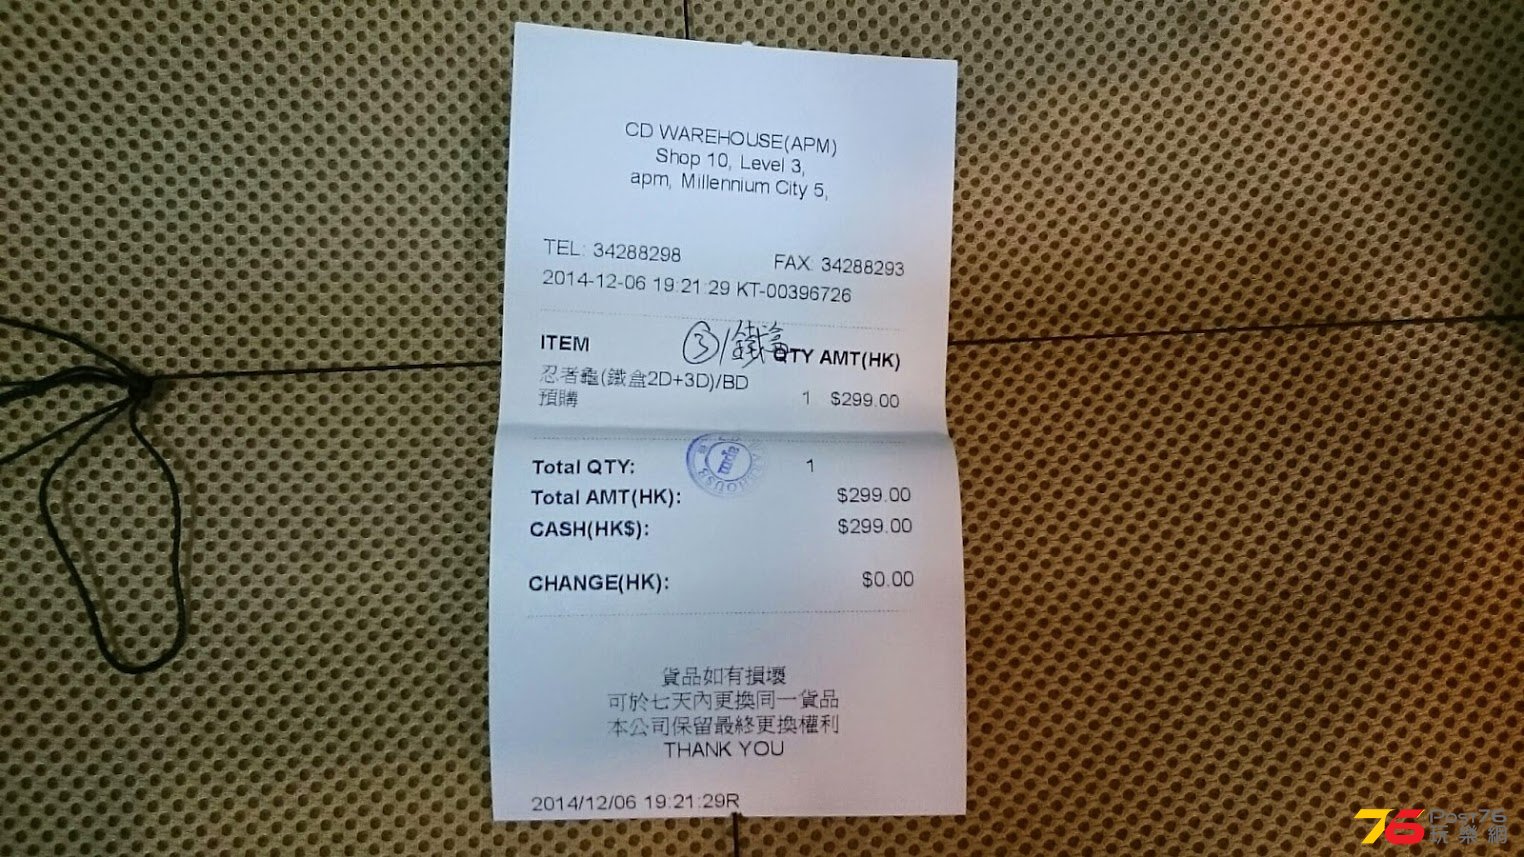 CD WAREHOUSE(APM)
Shop 10, Level 3,
apm, Millennium City 5,
TEL: 34288298 FAX: 34288293
2014-12-06 19:21:29 KT-00396726
③/鐵盒
ITEM QTY AMT(HK)
忍者龜(鐵盒2D+3D)/BD
預購 1 $299.00
Total QTY: 1
Total AMT(HK): $299.00
CASH(HK$): $299.00
CHANGE(HK): $0.00
貨品如有損壞
可於七天內更換同一貨品
本公司保留最終更換權利
THANK YOU
2014/12/06 19:21:29R
76 Post76
玩樂網